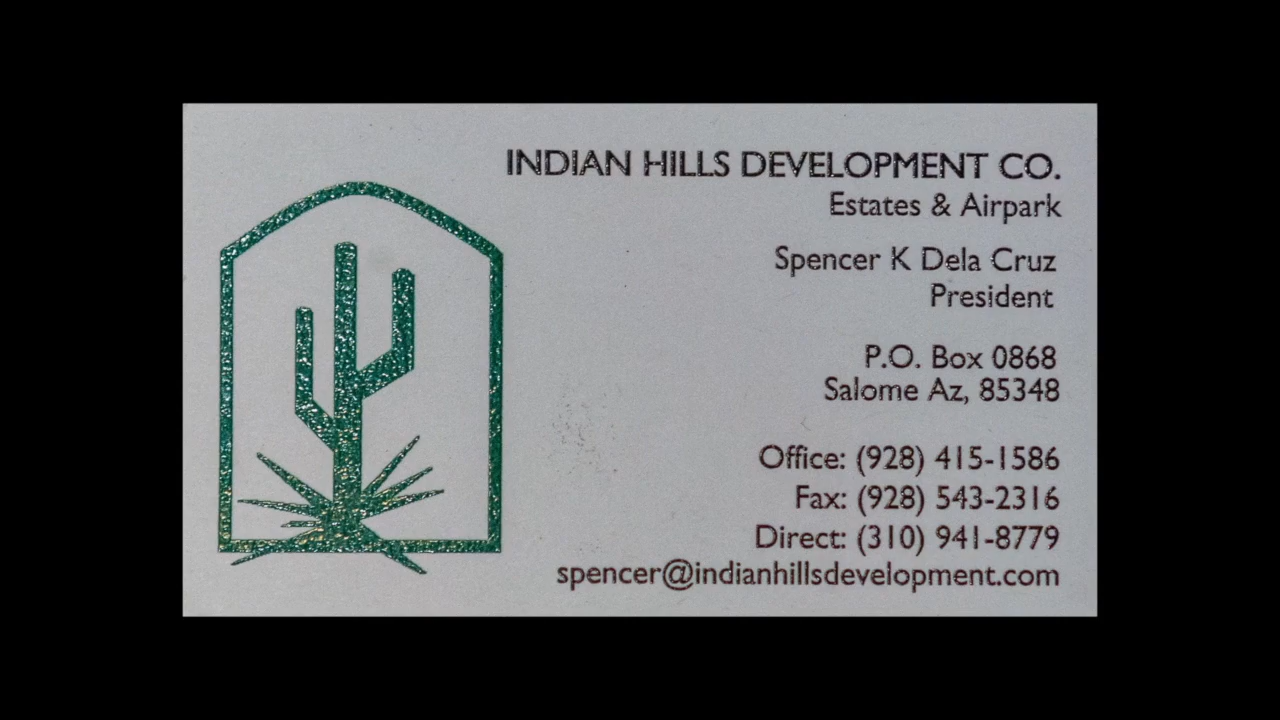 INDIAN HILLS DEVELOPMENT CO.
Estates & Airpark
Spencer K Dela Cruz
President
P.O. Box 0868
Salome Az, 85348
Office: (928) 415-1586
Fax: (928) 543-2316
Direct: (310) 941-8779
spencer@indianhillsdevelopment.com